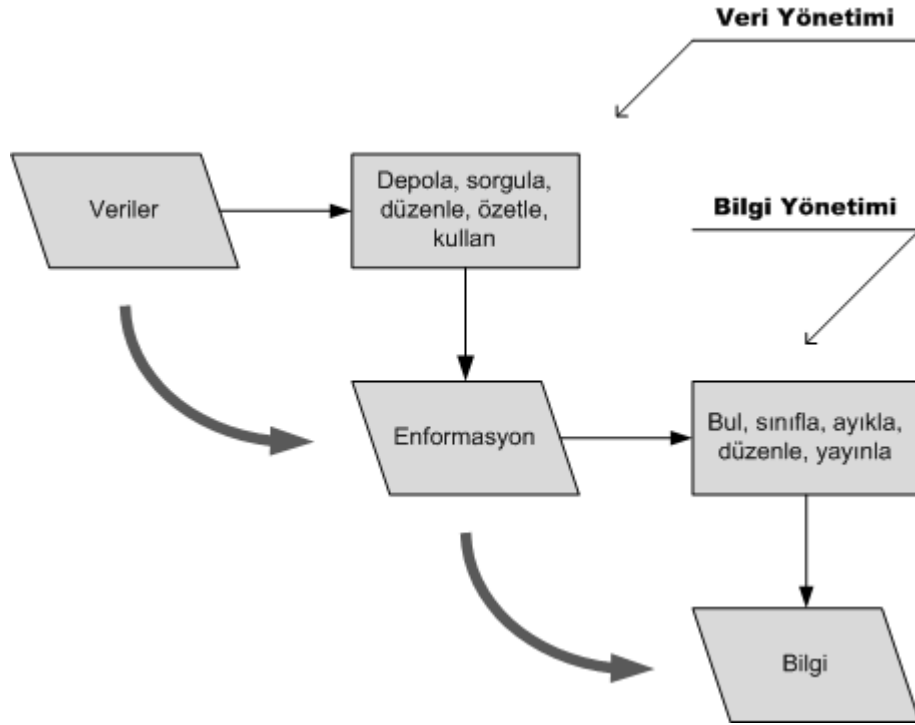 Veri Yönetimi
Veriler
Depola, sorgula,
düzenle, özetle,
kullan
Bilgi Yönetimi
Enformasyon
Bul, sınıfla, ayıkla,
düzenle, yayınla
Bilgi